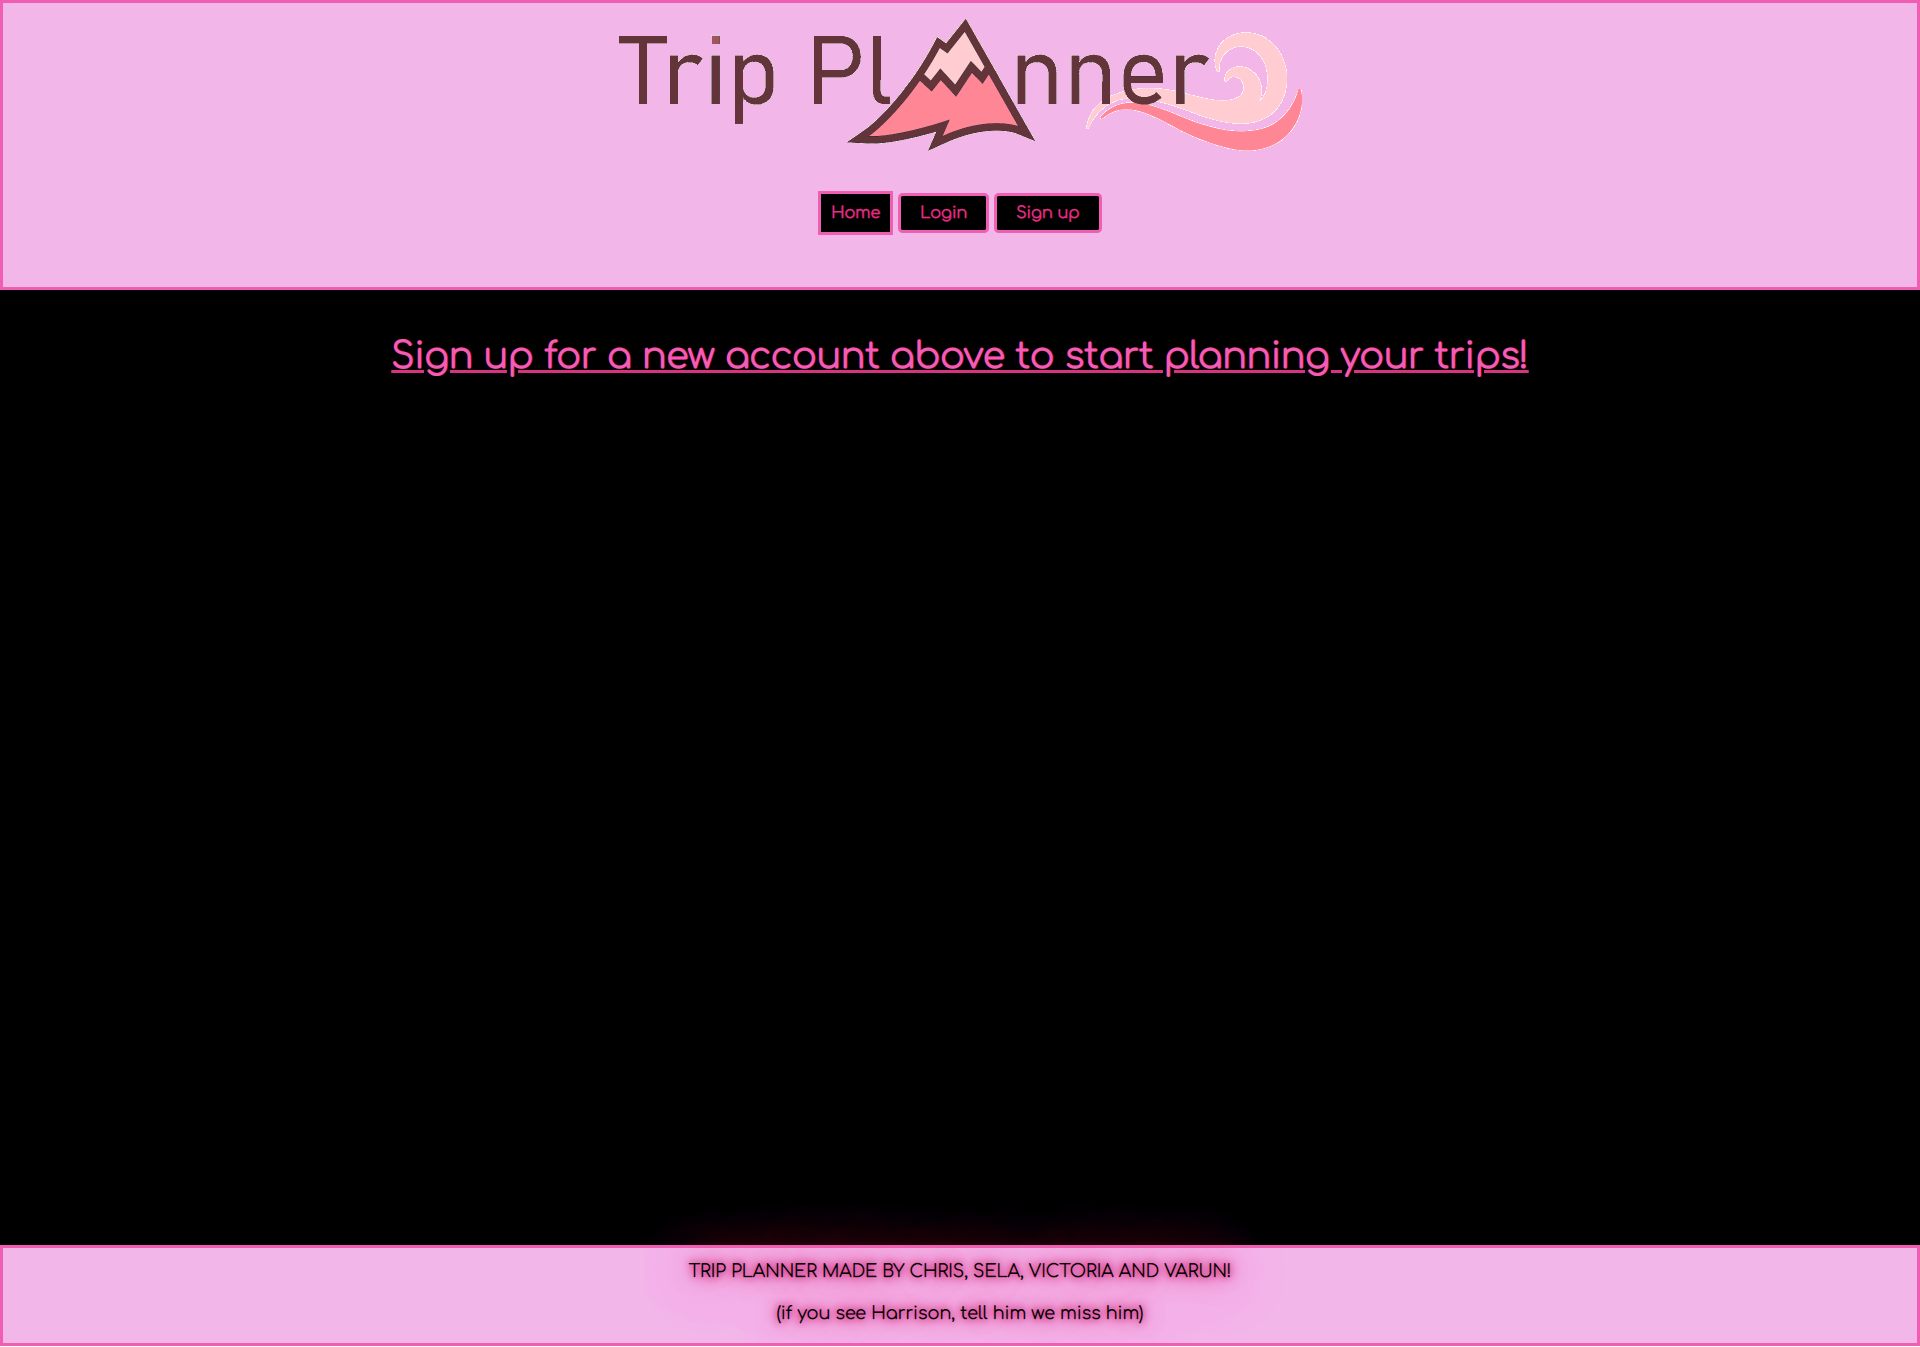 Trip PlAnner
Home Login Sign up
Sign up for a new account above to start planning your trips!
TRIP PLANNER MADE BY CHRIS, SELA, VICTORIA AND VARUN!
(if you see Harrison, tell him we miss him)